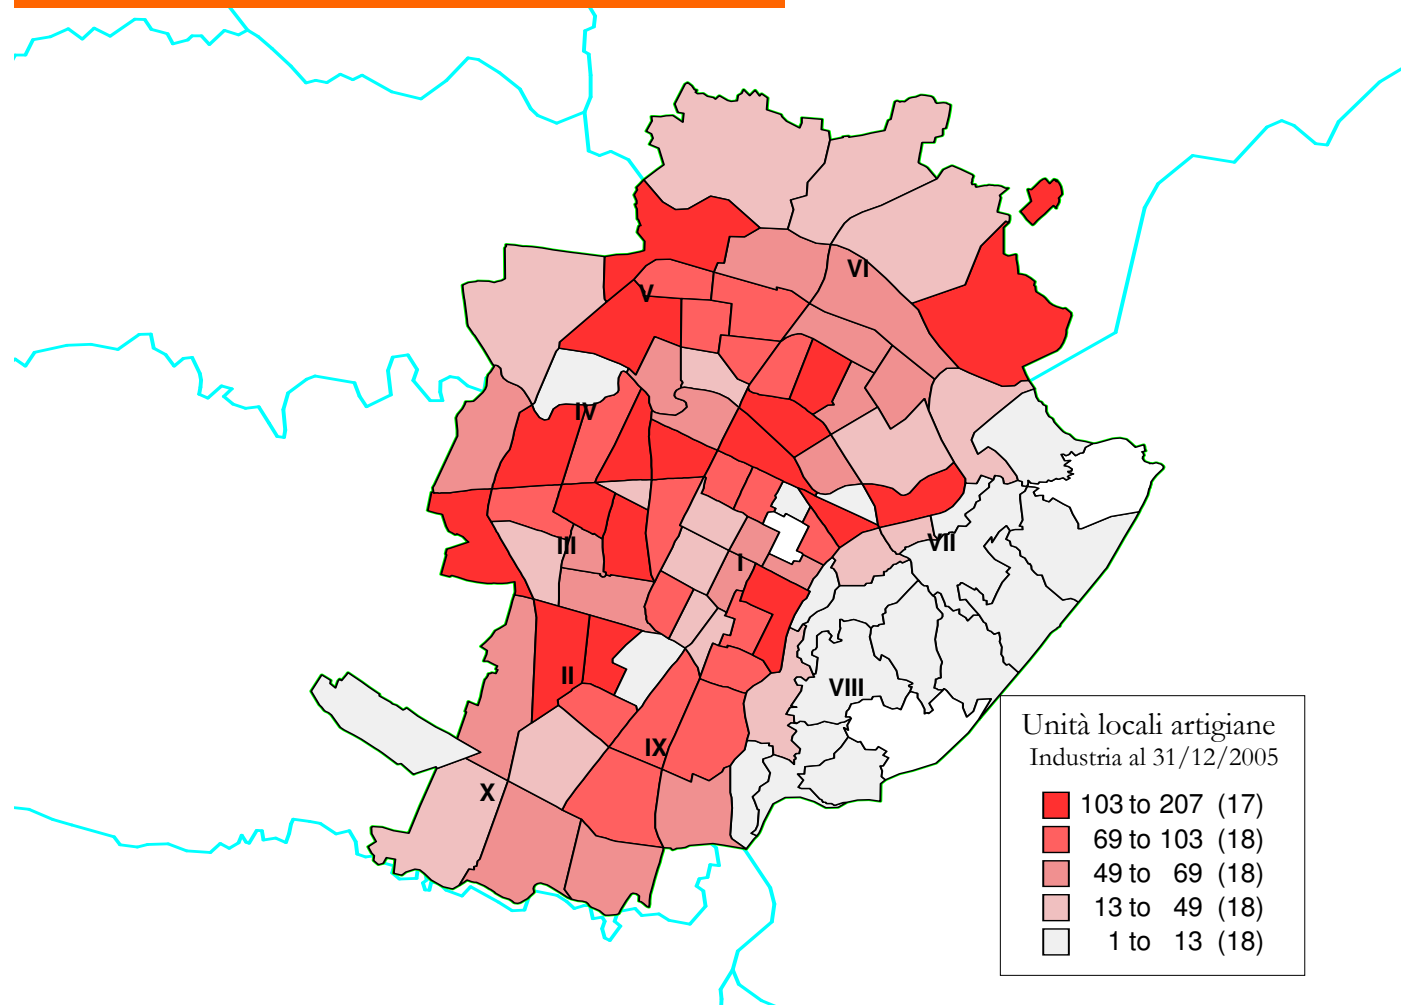 VI
V
IV
III
I
VII
II
VIII
IX
X
Unità locali artigiane
Industria al 31/12/2005
103 to 207 (17)
69 to 103 (18)
49 to 69 (18)
13 to 49 (18)
1 to 13 (18)